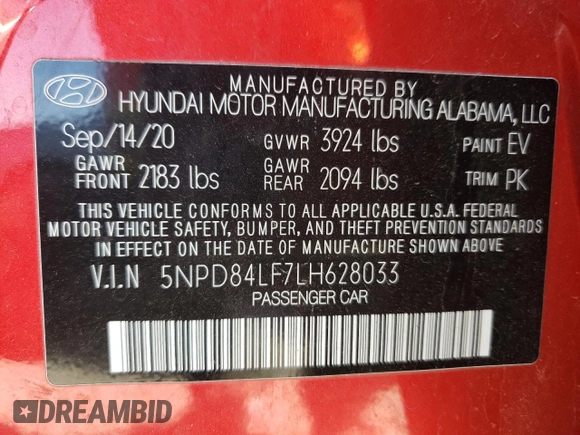 MANUFACTURED BY
HYUNDAI MOTOR MANUFACTURING ALABAMA, LLC
Sep/14/20 GVWR 3924 lbs PAINT EV
GAWR FRONT 2183 lbs GAWR REAR 2094 lbs TRIM PK
THIS VEHICLE CONFORMS TO ALL APPLICABLE U.S.A. FEDERAL
MOTOR VEHICLE SAFETY, BUMPER, AND THEFT PREVENTION STANDARDS
IN EFFECT ON THE DATE OF MANUFACTURE SHOWN ABOVE
V.I.N 5NPD84LF7LH628033
PASSENGER CAR
DREAMBID